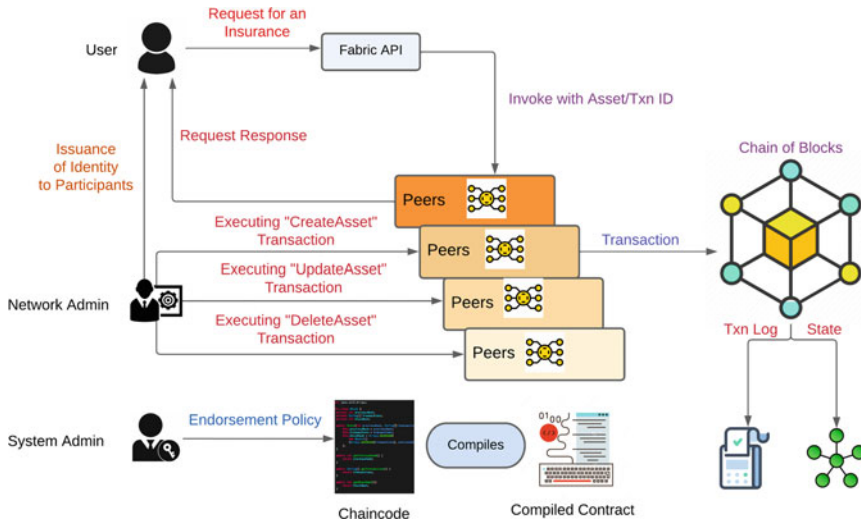 Request for an
Insurance
User
Fabric API
Invoke with Asset/Txn ID
Request Response
Issuance
of Identity
to Participants
Chain of Blocks
Peers
Executing "CreateAsset"
Transaction
Peers
Transaction
Executing "UpdateAsset"
Transaction
Peers
Network Admin
Executing "DeleteAsset"
Transaction
Peers
Txn Log
State
Endorsement Policy
System Admin
Compiles
0100
</>
Chaincode
Compiled Contract